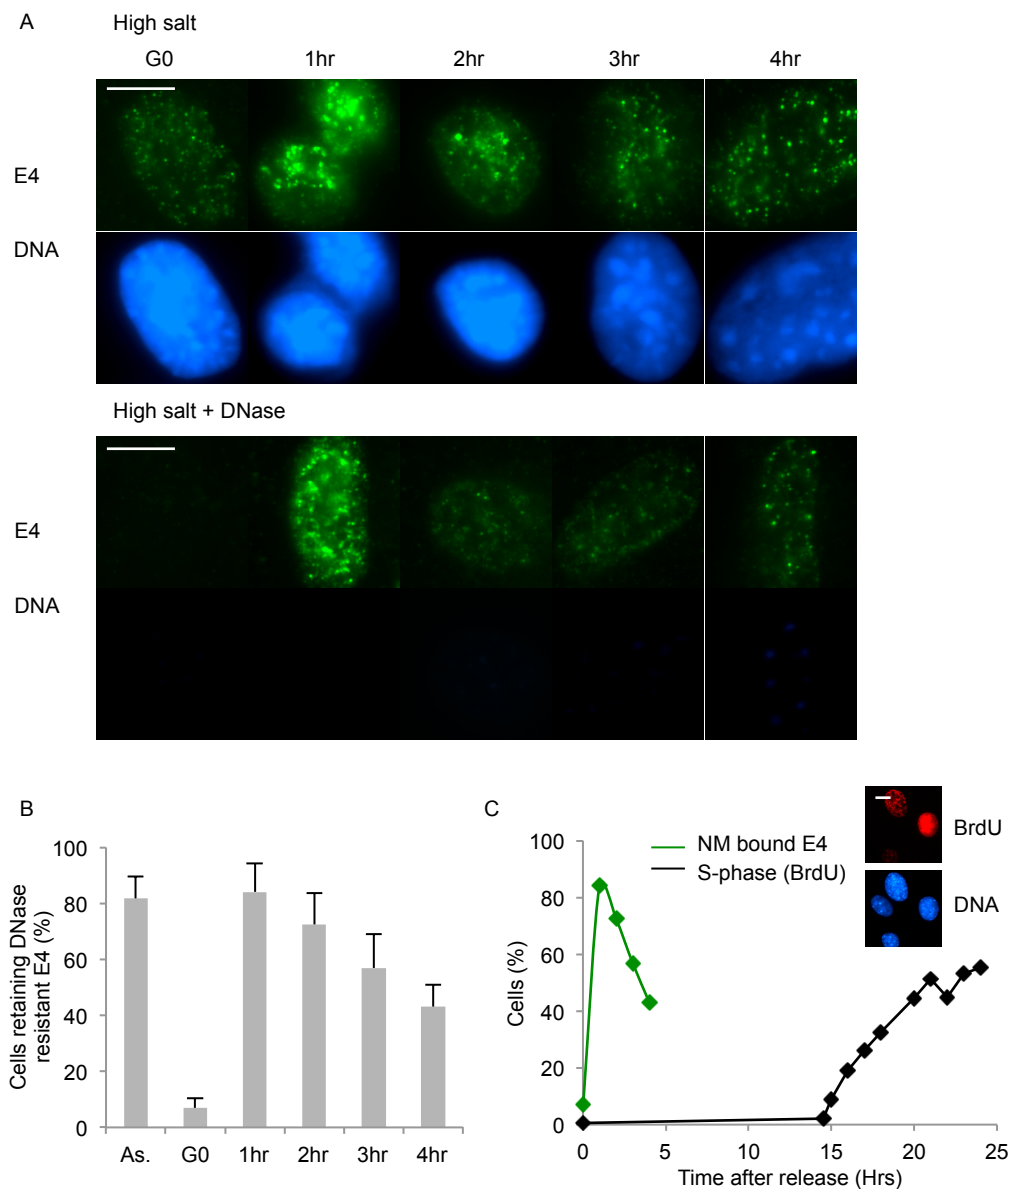 A
High salt
G0 1hr 2hr 3hr 4hr
E4
DNA
High salt + DNase
E4
DNA
B
Cells retaining DNase
resistant E4 (%)
100
80
60
40
20
0
As. G0 1hr 2hr 3hr 4hr
C
NM bound E4
S-phase (BrdU)
BrdU
DNA
Cells (%)
100
80
60
40
20
0
0 5 10 15 20 25
Time after release (Hrs)